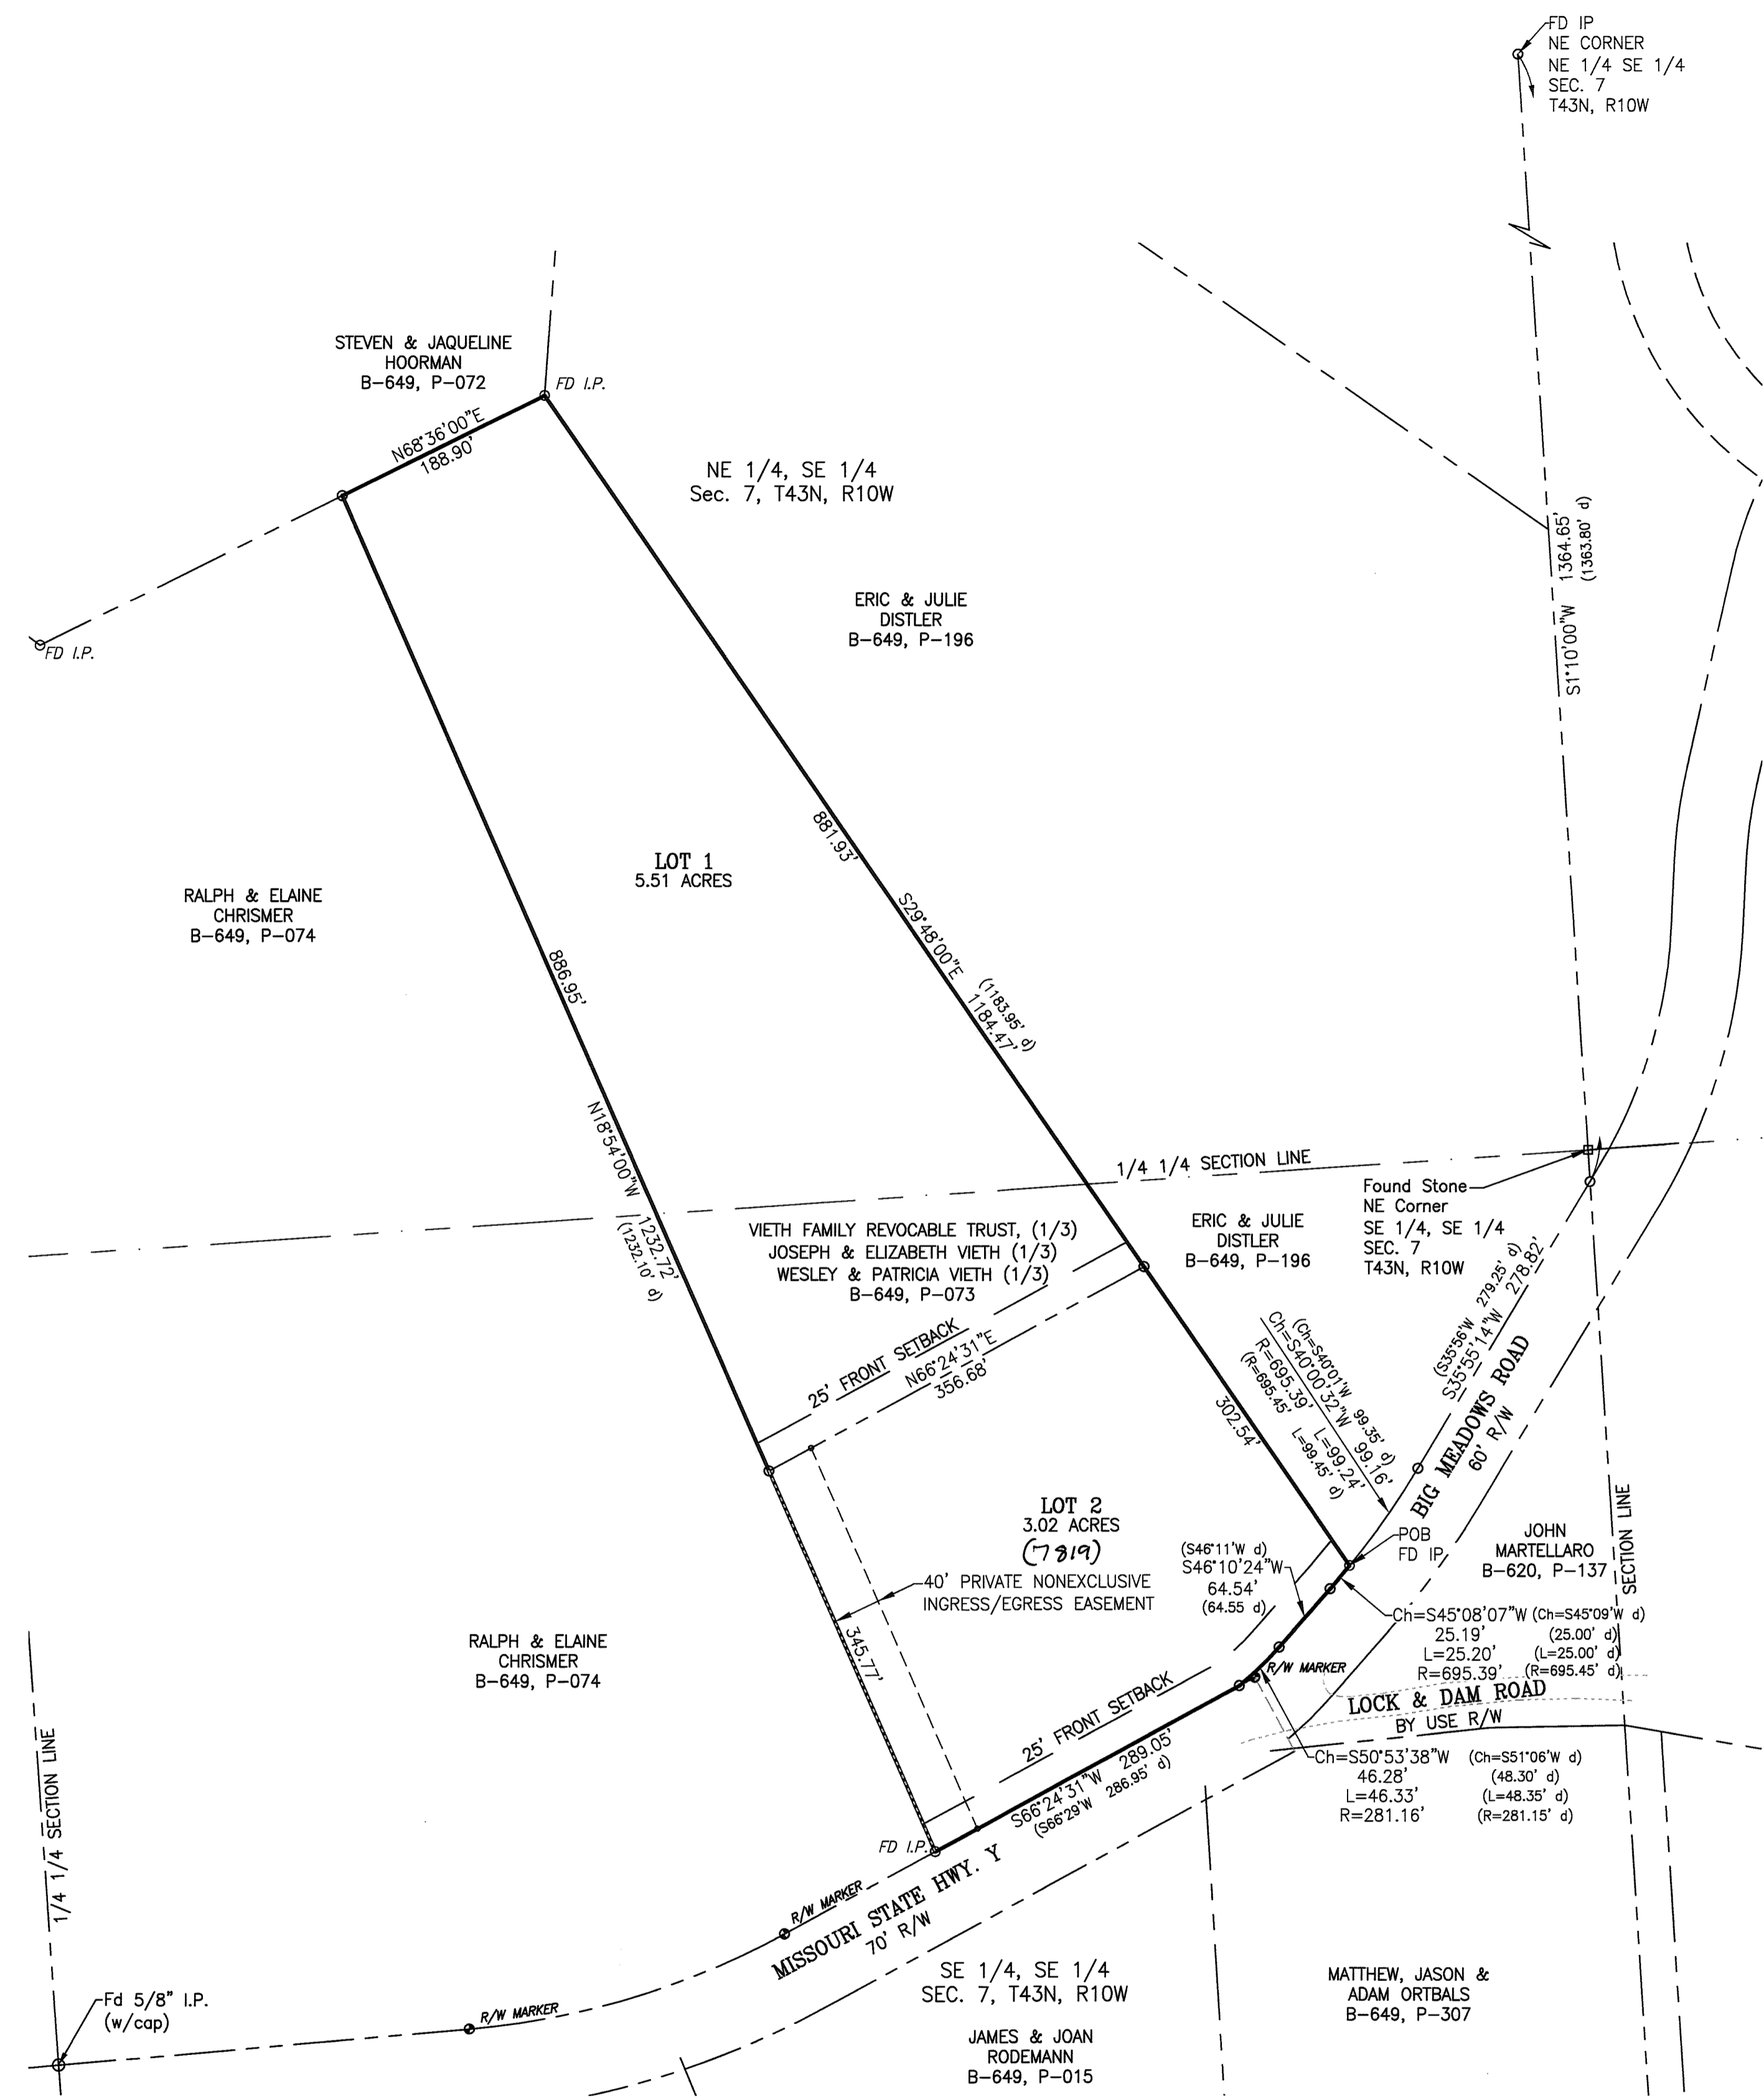 FD IP
NE CORNER
NE 1/4 SE 1/4
SEC. 7
T43N, R10W
STEVEN & JAQUELINE
HOORMAN
B-649, P-072
FD I.P.
N68°36'00"E
188.90'
NE 1/4, SE 1/4
Sec. 7, T43N, R10W
S1°10'00"W 1364.65'
(1363.80' d)
ERIC & JULIE
DISTLER
B-649, P-196
FD I.P.
881.93'
LOT 1
5.51 ACRES
RALPH & ELAINE
CHRISMER
B-649, P-074
S29°48'00"E 1184.47'
(1183.95' d)
886.95'
N18°54'00"W 1232.72'
(1232.10' d)
1/4 1/4 SECTION LINE
Found Stone
NE Corner
SE 1/4, SE 1/4
SEC. 7
T43N, R10W
VIETH FAMILY REVOCABLE TRUST, (1/3)
JOSEPH & ELIZABETH VIETH (1/3)
WESLEY & PATRICIA VIETH (1/3)
B-649, P-073
ERIC & JULIE
DISTLER
B-649, P-196
(S35°56'W 279.25' d)
S35°55'14"W 278.82'
25' FRONT SETBACK
N66°24'31"E
356.68'
(Ch=S40°01'W 99.35' d)
Ch=S40°00'32"W 99.16'
R=695.39' L=99.24'
(R=695.45' L=99.45' d)
302.54'
BIG MEADOWS ROAD
60' R/W
LOT 2
3.02 ACRES
(7819)
40' PRIVATE NONEXCLUSIVE
INGRESS/EGRESS EASEMENT
(S46°11'W d)
S46°10'24"W
64.54'
(64.55 d)
POB
FD IP
JOHN
MARTELLARO
B-620, P-137
SECTION LINE
Ch=S45°08'07"W (Ch=S45°09'W d)
25.19' (25.00' d)
L=25.20' (L=25.00' d)
R=695.39' (R=695.45' d)
345.77'
RALPH & ELAINE
CHRISMER
B-649, P-074
R/W MARKER
LOCK & DAM ROAD
BY USE R/W
25' FRONT SETBACK
S66°24'31"W 289.05'
(S66°29'W 286.95' d)
Ch=S50°53'38"W (Ch=S51°06'W d)
46.28' (48.30' d)
L=46.33' (L=48.35' d)
R=281.16' (R=281.15' d)
1/4 1/4 SECTION LINE
FD I.P.
R/W MARKER
MISSOURI STATE HWY. Y
70' R/W
SE 1/4, SE 1/4
SEC. 7, T43N, R10W
MATTHEW, JASON &
ADAM ORTBALS
B-649, P-307
Fd 5/8" I.P.
(w/cap)
R/W MARKER
JAMES & JOAN
RODEMANN
B-649, P-015